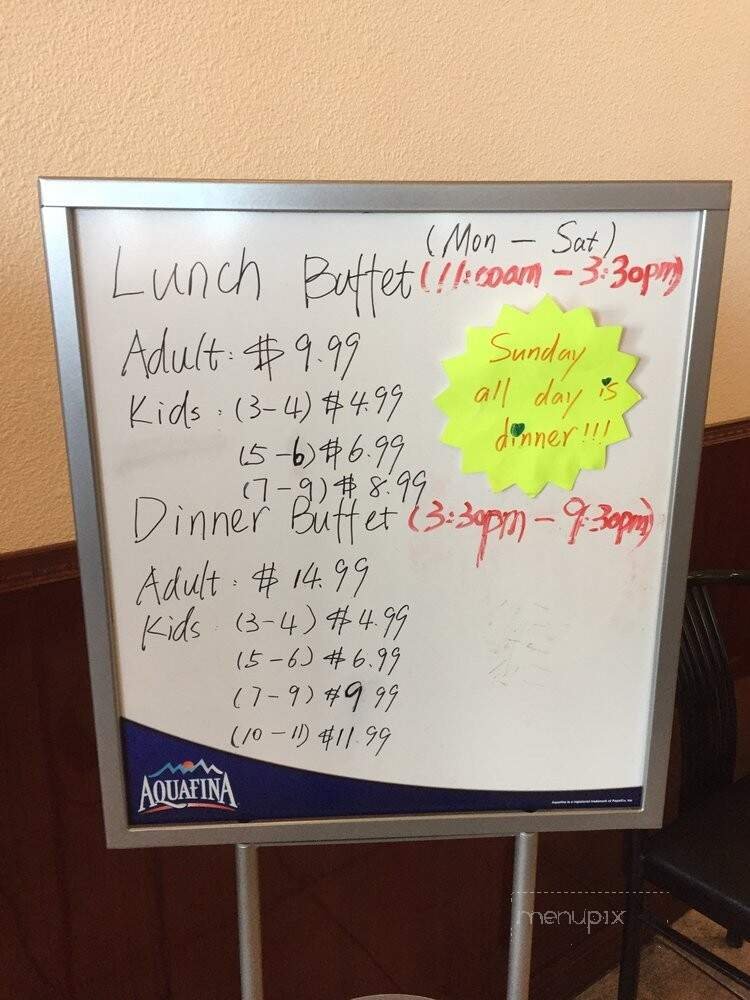 (Mon – Sat)
Lunch Buffet (11:00am – 3:30pm)
Adult: $9.99
Kids: (3-4) $4.99
(5-6) $6.99
(7-9) $8.99
Sunday
all day is
dinner!!!
Dinner Buffet (3:30pm – 9:30pm)
Adult: $14.99
Kids (3-4) $4.99
(5-6) $6.99
(7-9) $9.99
(10-11) $11.99
AQUAFINA
menupix